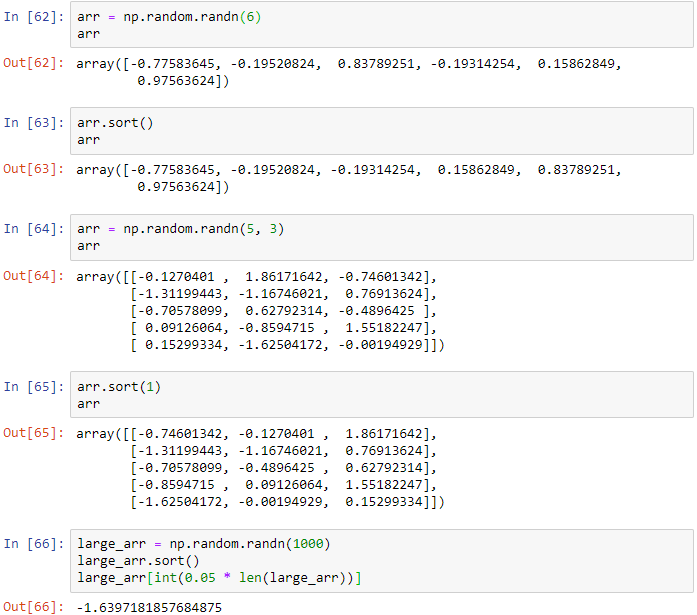 In [62]: arr = np.random.randn(6)
arr
Out[62]: array([-0.77583645, -0.19520824,  0.83789251, -0.19314254,  0.15862849,
        0.97563624])
In [63]: arr.sort()
arr
Out[63]: array([-0.77583645, -0.19520824, -0.19314254,  0.15862849,  0.83789251,
        0.97563624])
In [64]: arr = np.random.randn(5, 3)
arr
Out[64]: array([[-0.1270401 ,  1.86171642, -0.74601342],
       [-1.31199443, -1.16746021,  0.76913624],
       [-0.70578099,  0.62792314, -0.4896425 ],
       [ 0.09126064, -0.8594715 ,  1.55182247],
       [ 0.15299334, -1.62504172, -0.00194929]])
In [65]: arr.sort(1)
arr
Out[65]: array([[-0.74601342, -0.1270401 ,  1.86171642],
       [-1.31199443, -1.16746021,  0.76913624],
       [-0.70578099, -0.4896425 ,  0.62792314],
       [-0.8594715 ,  0.09126064,  1.55182247],
       [-1.62504172, -0.00194929,  0.15299334]])
In [66]: large_arr = np.random.randn(1000)
large_arr.sort()
large_arr[int(0.05 * len(large_arr))]
Out[66]: -1.6397181857684875